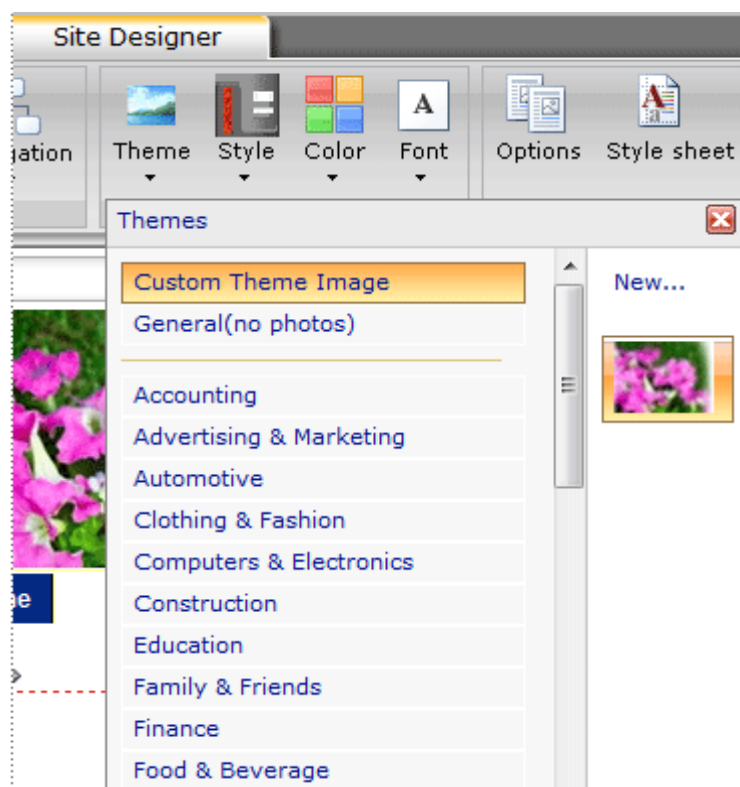 Site Designer
Theme Style Color Font Options Style sheet
Themes
Custom Theme Image
New...
General(no photos)
Accounting
Advertising & Marketing
Automotive
Clothing & Fashion
Computers & Electronics
Construction
Education
Family & Friends
Finance
Food & Beverage